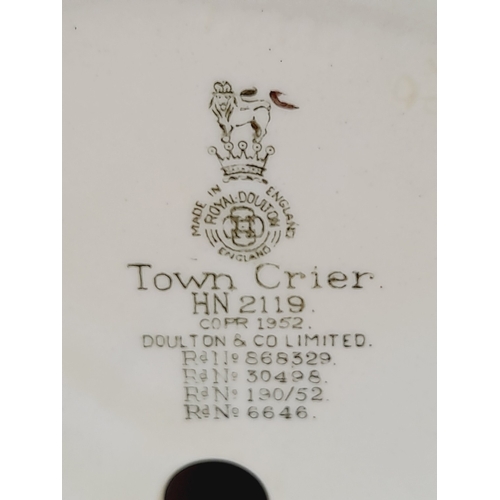 MADE IN ENGLAND
ROYAL DOULTON
ENGLAND
Town Crier.
HN 2119.
COPR 1952.
DOULTON & CO LIMITED.
Rd No 868329.
Rd No 30498.
Rd No 190/52.
Rd No 6646.